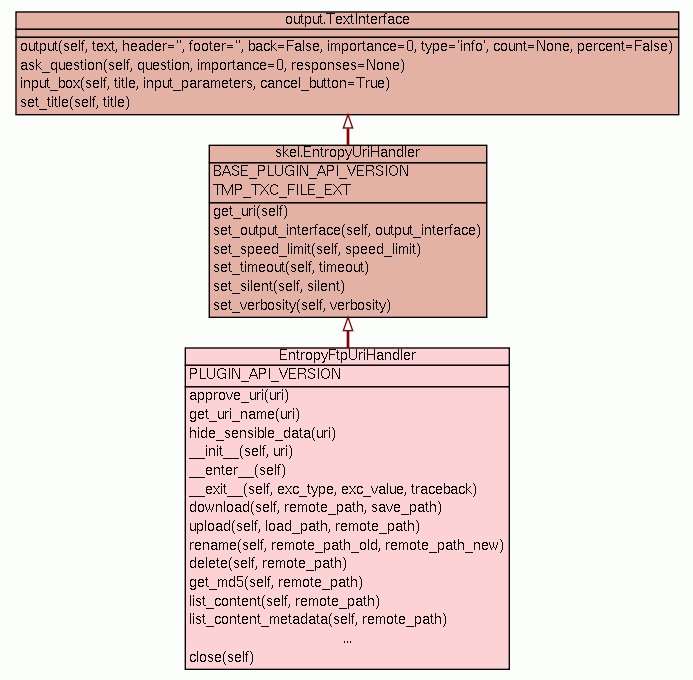 output.TextInterface
output(self, text, header='', footer='', back=False, importance=0, type='info', count=None, percent=False)
ask_question(self, question, importance=0, responses=None)
input_box(self, title, input_parameters, cancel_button=True)
set_title(self, title)
skel.EntropyUriHandler
BASE_PLUGIN_API_VERSION
TMP_TXC_FILE_EXT
get_uri(self)
set_output_interface(self, output_interface)
set_speed_limit(self, speed_limit)
set_timeout(self, timeout)
set_silent(self, silent)
set_verbosity(self, verbosity)
EntropyFtpUriHandler
PLUGIN_API_VERSION
approve_uri(uri)
get_uri_name(uri)
hide_sensible_data(uri)
__init__(self, uri)
__enter__(self)
__exit__(self, exc_type, exc_value, traceback)
download(self, remote_path, save_path)
upload(self, load_path, remote_path)
rename(self, remote_path_old, remote_path_new)
delete(self, remote_path)
get_md5(self, remote_path)
list_content(self, remote_path)
list_content_metadata(self, remote_path)
...
close(self)